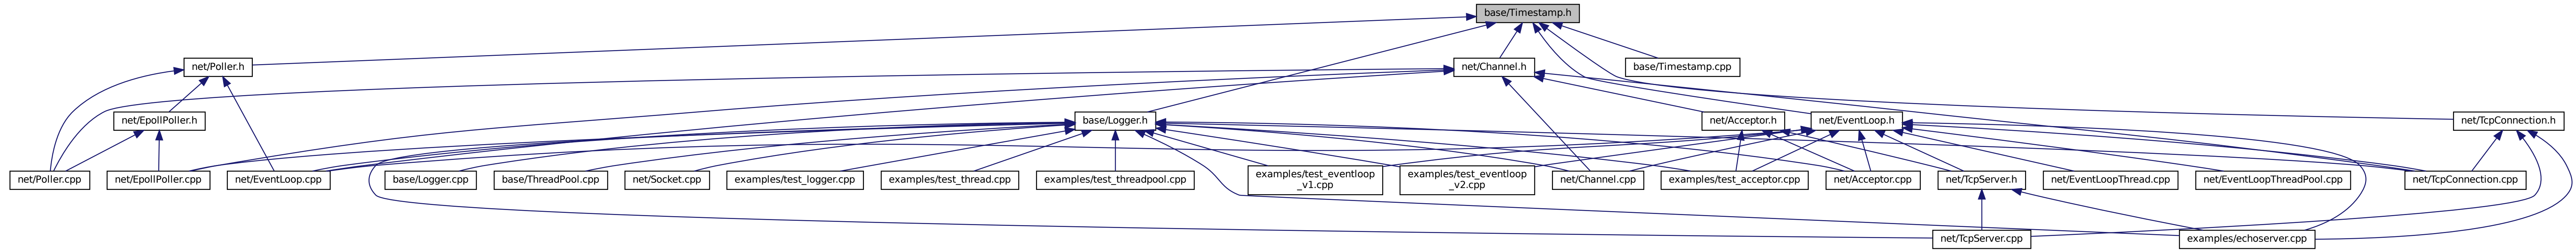 base/Timestamp.h
net/Poller.h
net/Channel.h
base/Timestamp.cpp
net/EpollPoller.h
base/Logger.h
net/Acceptor.h
net/EventLoop.h
net/TcpConnection.h
net/Poller.cpp
net/EpollPoller.cpp
net/EventLoop.cpp
base/Logger.cpp
base/ThreadPool.cpp
net/Socket.cpp
examples/test_logger.cpp
examples/test_thread.cpp
examples/test_threadpool.cpp
examples/test_eventloop
_v1.cpp
examples/test_eventloop
_v2.cpp
net/Channel.cpp
examples/test_acceptor.cpp
net/Acceptor.cpp
net/TcpServer.h
net/EventLoopThread.cpp
net/EventLoopThreadPool.cpp
net/TcpConnection.cpp
net/TcpServer.cpp
examples/echoserver.cpp